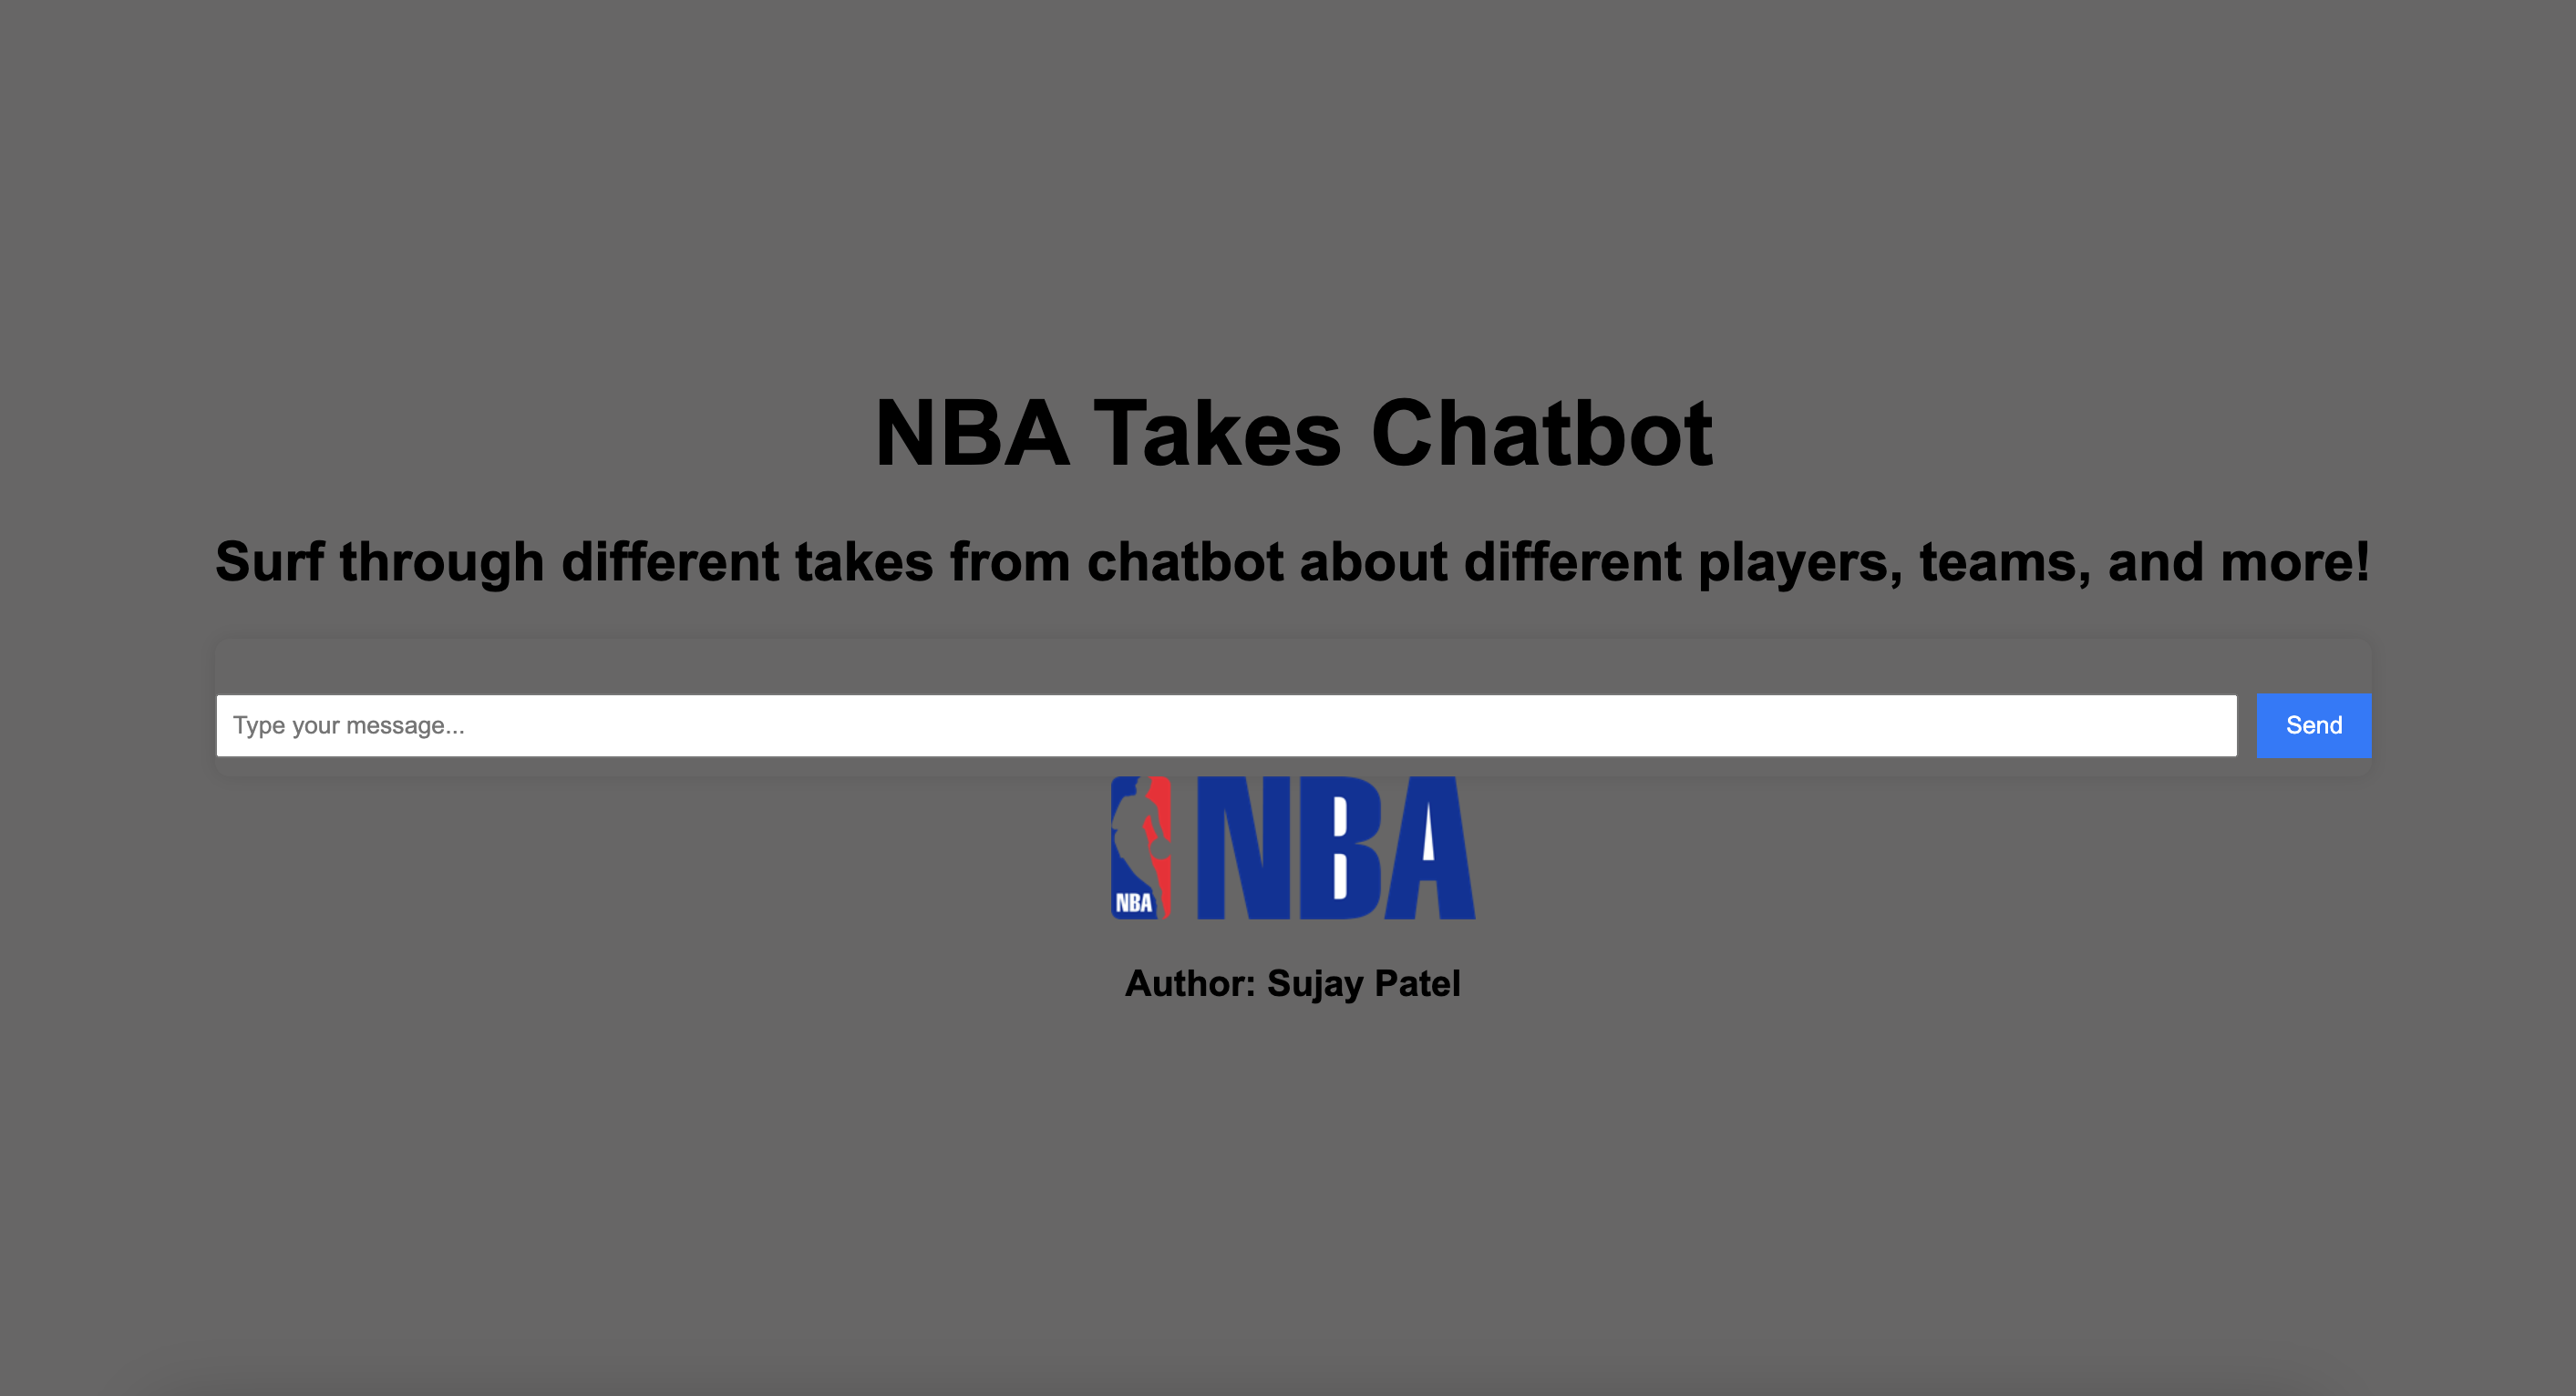 NBA Takes Chatbot
Surf through different takes from chatbot about different players, teams, and more!
Type your message...
Send
NBA
NBA
Author: Sujay Patel